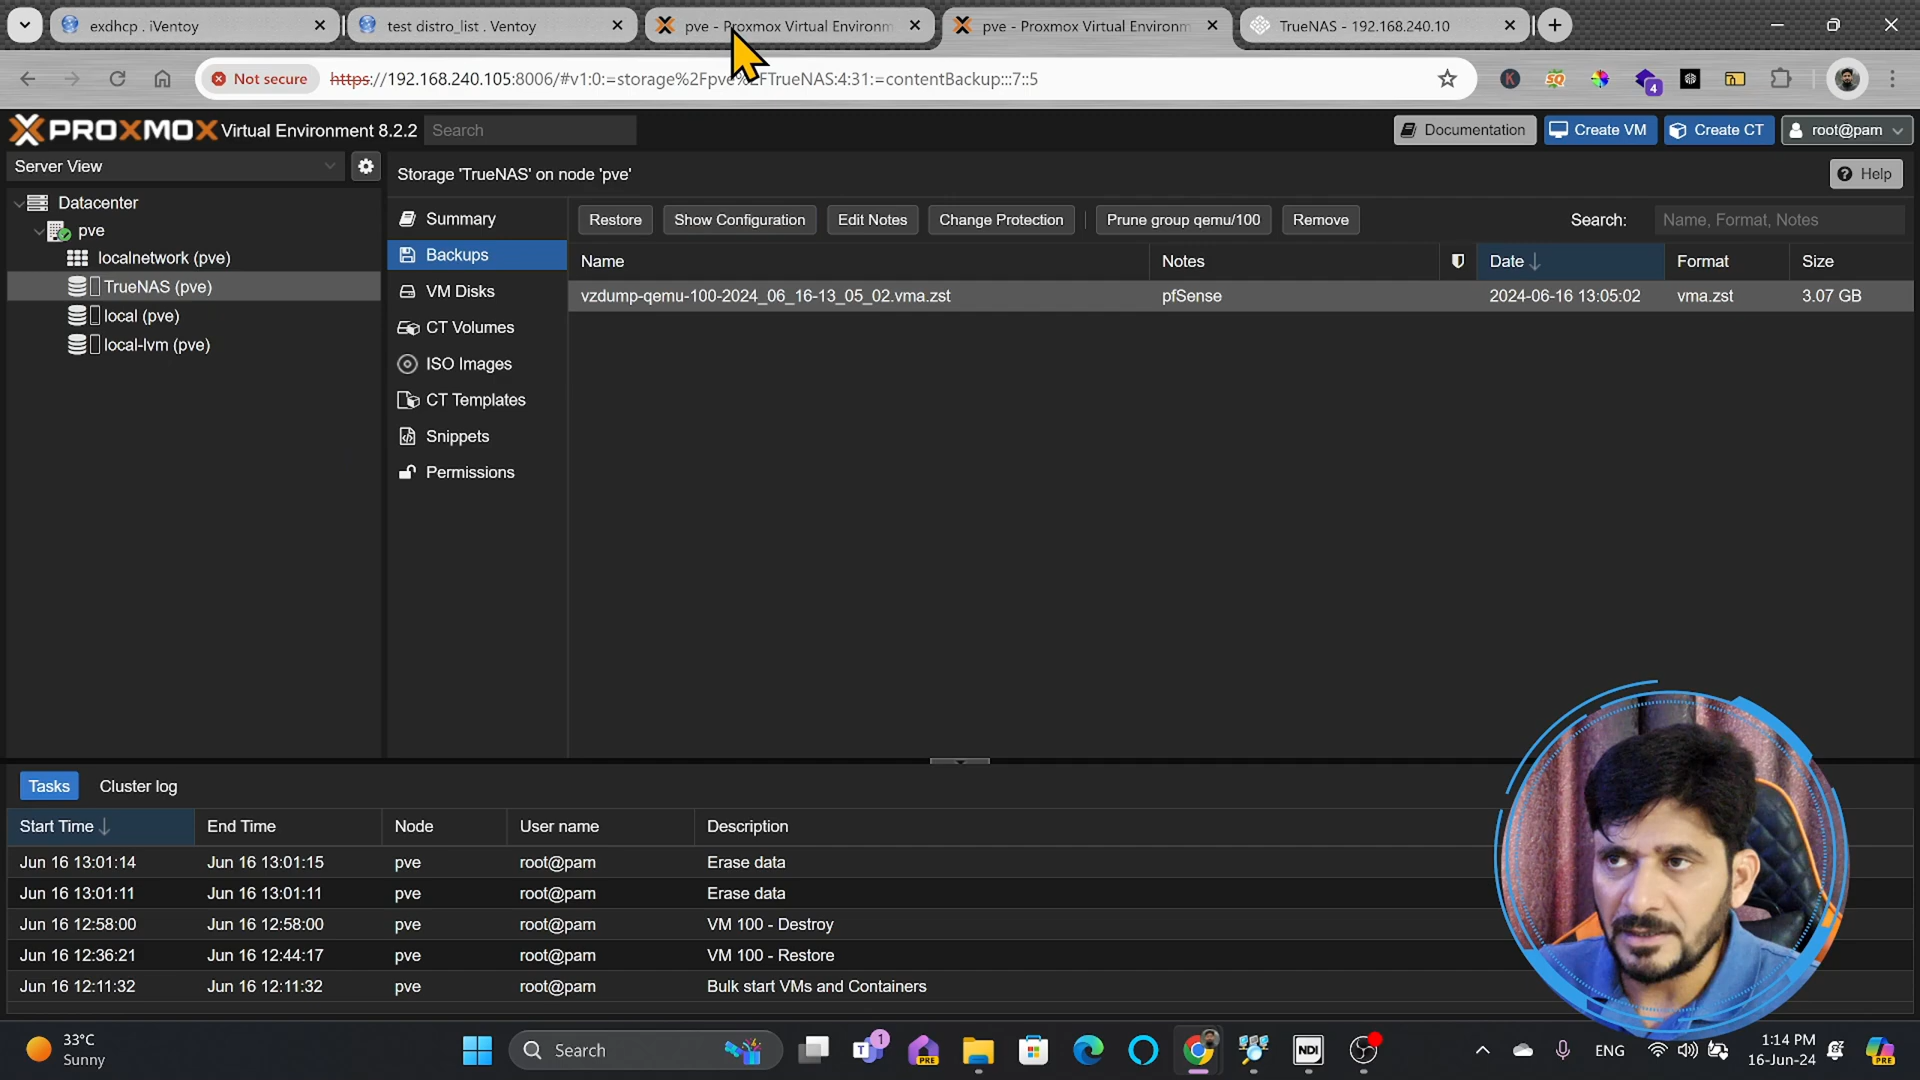 exdhcp . iVentoy
test distro_list . Ventoy
pve - Proxmox Virtual Environm
pve - Proxmox Virtual Environm
TrueNAS - 192.168.240.10
Not secure
https://192.168.240.105:8006/#v1:0:=storage%2Fpve%2FTrueNAS:4:31:=contentBackup:::7::5
K
SQ
4
PROXMOX Virtual Environment 8.2.2
Search
Documentation
Create VM
Create CT
root@pam
Server View
Storage 'TrueNAS' on node 'pve'
Help
Datacenter
pve
localnetwork (pve)
TrueNAS (pve)
local (pve)
local-lvm (pve)
Summary
Backups
VM Disks
CT Volumes
ISO Images
CT Templates
Snippets
Permissions
Restore
Show Configuration
Edit Notes
Change Protection
Prune group qemu/100
Remove
Search:
Name, Format, Notes
Name Notes Date Format Size
vzdump-qemu-100-2024_06_16-13_05_02.vma.zst pfSense 2024-06-16 13:05:02 vma.zst 3.07 GB
Tasks
Cluster log
Start Time End Time Node User name Description
Jun 16 13:01:14 Jun 16 13:01:15 pve root@pam Erase data
Jun 16 13:01:11 Jun 16 13:01:11 pve root@pam Erase data
Jun 16 12:58:00 Jun 16 12:58:00 pve root@pam VM 100 - Destroy
Jun 16 12:36:21 Jun 16 12:44:17 pve root@pam VM 100 - Restore
Jun 16 12:11:32 Jun 16 12:11:32 pve root@pam Bulk start VMs and Containers
33°C
Sunny
Search
T
1
PRE
NDI
ENG
1:14 PM
16-Jun-24
PRE